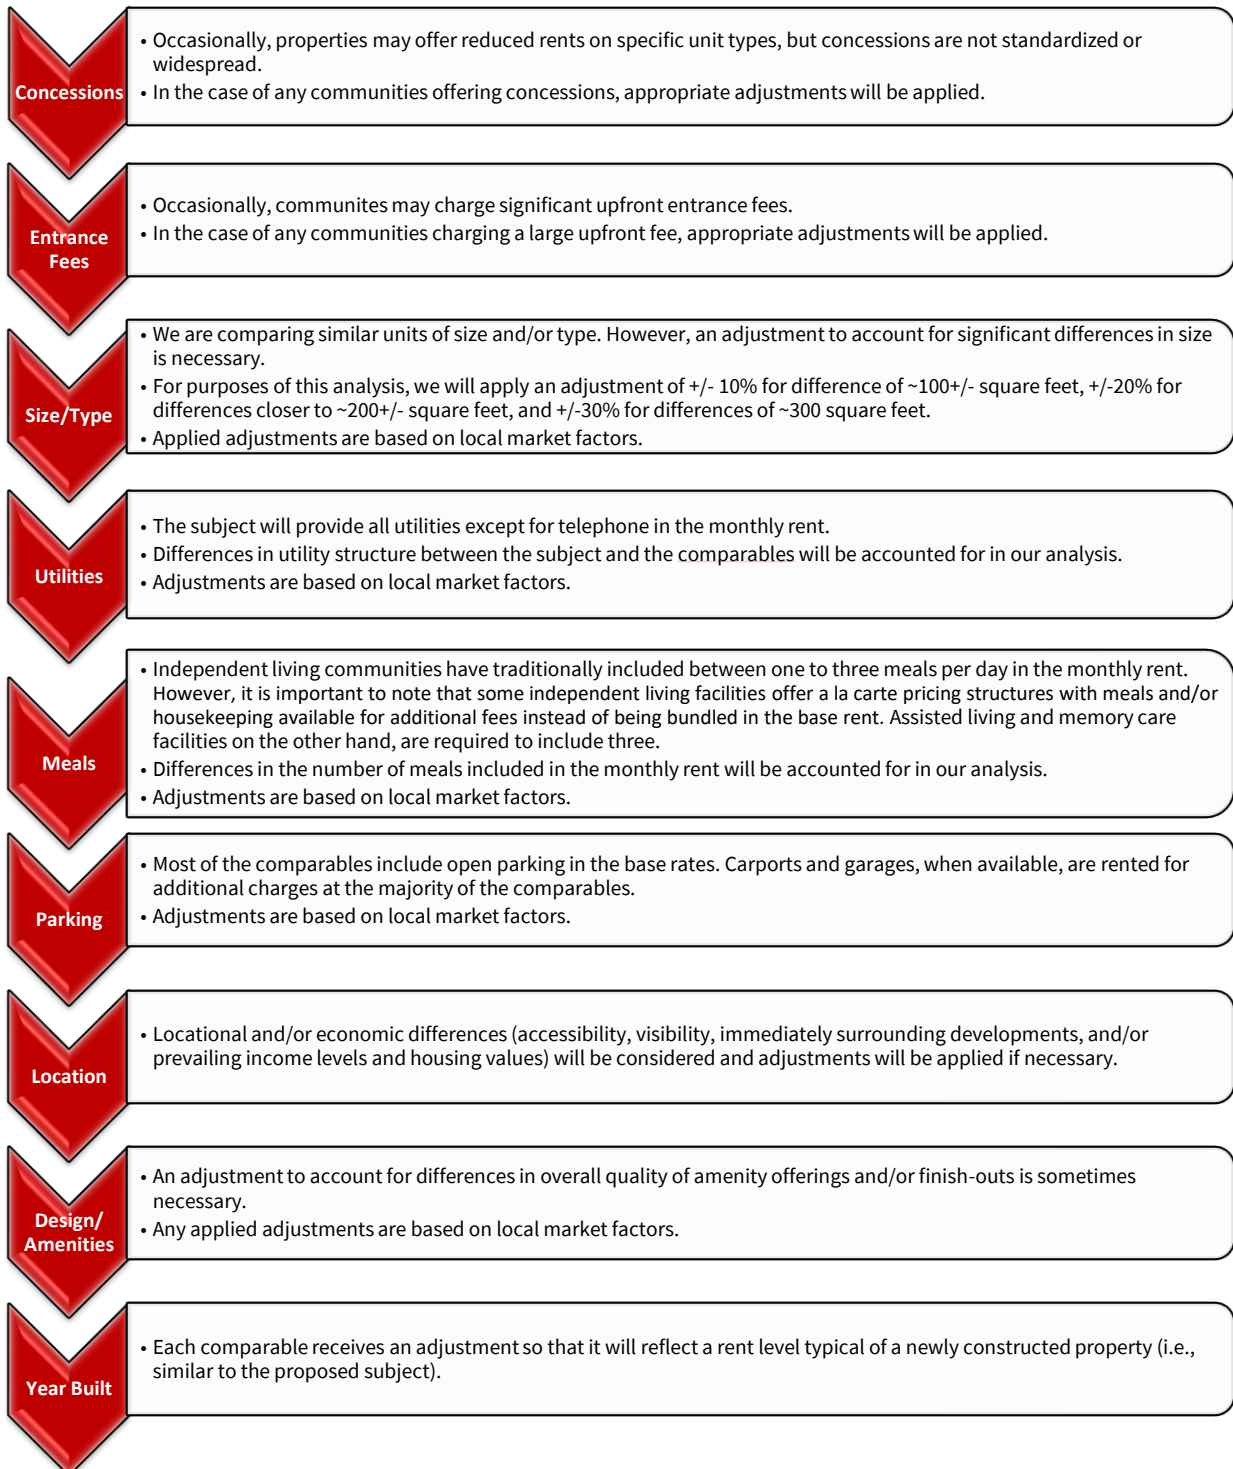 Concessions
• Occasionally, properties may offer reduced rents on specific unit types, but concessions are not standardized or
widespread.
• In the case of any communities offering concessions, appropriate adjustments will be applied.
Entrance
Fees
• Occasionally, communites may charge significant upfront entrance fees.
• In the case of any communities charging a large upfront fee, appropriate adjustments will be applied.
Size/Type
• We are comparing similar units of size and/or type. However, an adjustment to account for significant differences in size
is necessary.
• For purposes of this analysis, we will apply an adjustment of +/- 10% for difference of ~100+/- square feet, +/-20% for
differences closer to ~200+/- square feet, and +/-30% for differences of ~300 square feet.
• Applied adjustments are based on local market factors.
Utilities
• The subject will provide all utilities except for telephone in the monthly rent.
• Differences in utility structure between the subject and the comparables will be accounted for in our analysis.
• Adjustments are based on local market factors.
Meals
• Independent living communities have traditionally included between one to three meals per day in the monthly rent.
However, it is important to note that some independent living facilities offer a la carte pricing structures with meals and/or
housekeeping available for additional fees instead of being bundled in the base rent. Assisted living and memory care
facilities on the other hand, are required to include three.
• Differences in the number of meals included in the monthly rent will be accounted for in our analysis.
• Adjustments are based on local market factors.
Parking
• Most of the comparables include open parking in the base rates. Carports and garages, when available, are rented for
additional charges at the majority of the comparables.
• Adjustments are based on local market factors.
Location
• Locational and/or economic differences (accessibility, visibility, immediately surrounding developments, and/or
prevailing income levels and housing values) will be considered and adjustments will be applied if necessary.
Design/
Amenities
• An adjustment to account for differences in overall quality of amenity offerings and/or finish-outs is sometimes
necessary.
• Any applied adjustments are based on local market factors.
Year Built
• Each comparable receives an adjustment so that it will reflect a rent level typical of a newly constructed property (i.e.,
similar to the proposed subject).